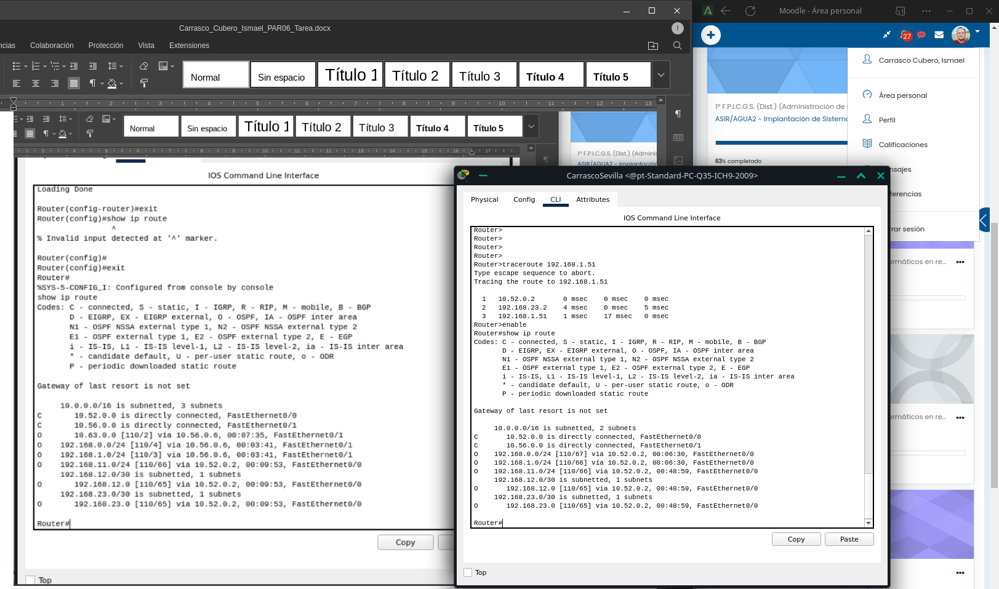 Moodle - Área personal
Carrasco_Cubero_Ismael_PAR06_Tarea.docx
I
ncias Colaboración Protección Vista Extensiones
27
Normal Sin espacio Título 1 Título 2 Título 3 Título 4 Título 5
1 2 3 4 5 6 7 8 9 10 11 12 13
Normal Sin espacio Título 1 Título 2 Título 3 Título 4 Título 5
3 4 5 6 7 8 9 10 11 12 13 14 15 16 17
1º F.P.I.C.G.S. (Dist.) (Adminis
ASIR/AGUA2 - Implantación
1º F.P.I.C.G.S. (Dist.) (Administración de s
ASIR/AGUA2 - Implantación de Sistema
63% completado
Carrasco Cubero, Ismael
Área personal
Perfil
Calificaciones
nsajes
ferencias
rrar sesión
ormáticos en re...
ormáticos en re...
IOS Command Line Interface
Loading Done
Router(config-router)#exit
Router(config)#show ip route
^
% Invalid input detected at '^' marker.
Router(config)#
Router(config)#exit
Router#
%SYS-5-CONFIG_I: Configured from console by console
show ip route
Codes: C - connected, S - static, I - IGRP, R - RIP, M - mobile, B - BGP
D - EIGRP, EX - EIGRP external, O - OSPF, IA - OSPF inter area
N1 - OSPF NSSA external type 1, N2 - OSPF NSSA external type 2
E1 - OSPF external type 1, E2 - OSPF external type 2, E - EGP
i - IS-IS, L1 - IS-IS level-1, L2 - IS-IS level-2, ia - IS-IS inter area
* - candidate default, U - per-user static route, o - ODR
P - periodic downloaded static route
Gateway of last resort is not set
10.0.0.0/16 is subnetted, 3 subnets
C 10.52.0.0 is directly connected, FastEthernet0/0
C 10.56.0.0 is directly connected, FastEthernet0/1
O 10.63.0.0 [110/2] via 10.56.0.6, 00:07:35, FastEthernet0/1
O 192.168.0.0/24 [110/4] via 10.56.0.6, 00:03:41, FastEthernet0/1
O 192.168.1.0/24 [110/3] via 10.56.0.6, 00:03:41, FastEthernet0/1
O 192.168.11.0/24 [110/66] via 10.52.0.2, 00:09:53, FastEthernet0/0
192.168.12.0/30 is subnetted, 1 subnets
O 192.168.12.0 [110/65] via 10.52.0.2, 00:09:53, FastEthernet0/0
192.168.23.0/30 is subnetted, 1 subnets
O 192.168.23.0 [110/65] via 10.52.0.2, 00:09:53, FastEthernet0/0
Router#
Copy
Top
CarrascoSevilla <@pt-Standard-PC-Q35-ICH9-2009>
Physical Config CLI Attributes
IOS Command Line Interface
Router>
Router>
Router>
Router>
Router>traceroute 192.168.1.51
Type escape sequence to abort.
Tracing the route to 192.168.1.51
1 10.52.0.2 0 msec 0 msec 0 msec
2 192.168.23.2 4 msec 0 msec 5 msec
3 192.168.1.51 1 msec 17 msec 0 msec
Router>enable
Router#show ip route
Codes: C - connected, S - static, I - IGRP, R - RIP, M - mobile, B - BGP
D - EIGRP, EX - EIGRP external, O - OSPF, IA - OSPF inter area
N1 - OSPF NSSA external type 1, N2 - OSPF NSSA external type 2
E1 - OSPF external type 1, E2 - OSPF external type 2, E - EGP
i - IS-IS, L1 - IS-IS level-1, L2 - IS-IS level-2, ia - IS-IS inter area
* - candidate default, U - per-user static route, o - ODR
P - periodic downloaded static route
Gateway of last resort is not set
10.0.0.0/16 is subnetted, 2 subnets
C 10.52.0.0 is directly connected, FastEthernet0/0
C 10.56.0.0 is directly connected, FastEthernet0/1
O 192.168.0.0/24 [110/67] via 10.52.0.2, 00:06:30, FastEthernet0/0
O 192.168.1.0/24 [110/66] via 10.52.0.2, 00:06:30, FastEthernet0/0
O 192.168.11.0/24 [110/66] via 10.52.0.2, 00:48:59, FastEthernet0/0
192.168.12.0/30 is subnetted, 1 subnets
O 192.168.12.0 [110/65] via 10.52.0.2, 00:48:59, FastEthernet0/0
192.168.23.0/30 is subnetted, 1 subnets
O 192.168.23.0 [110/65] via 10.52.0.2, 00:48:59, FastEthernet0/0
Router#
Copy Paste
Top